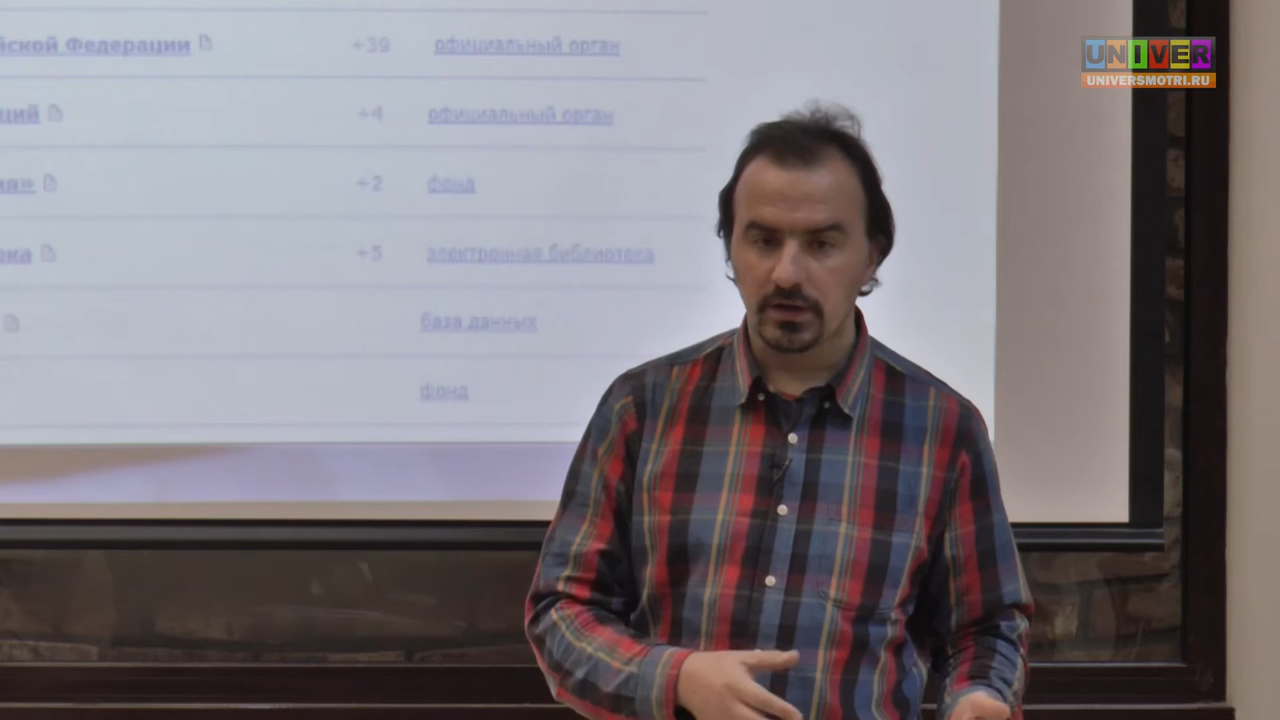 UNIVER
UNIVERSMOTRI.RU
йской Федерации +39 официальный орган
ций +4 официальный орган
ия» +2 фонд
ека +5 электронная библиотека
база данных
фонд